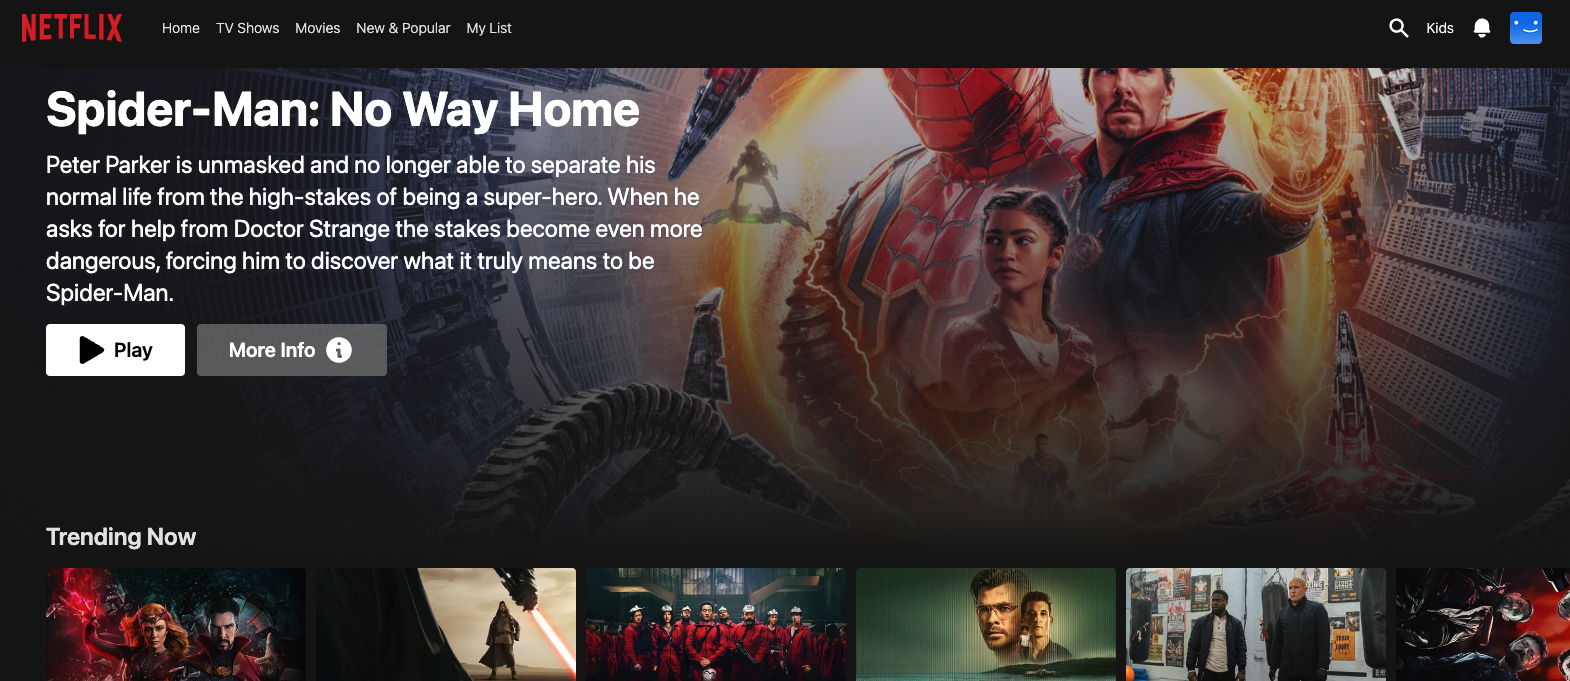 NETFLIX
Home
TV Shows
Movies
New & Popular
My List
Kids
Spider-Man: No Way Home
Peter Parker is unmasked and no longer able to separate his
normal life from the high-stakes of being a super-hero. When he
asks for help from Doctor Strange the stakes become even more
dangerous, forcing him to discover what it truly means to be
Spider-Man.
Play
More Info
Trending Now